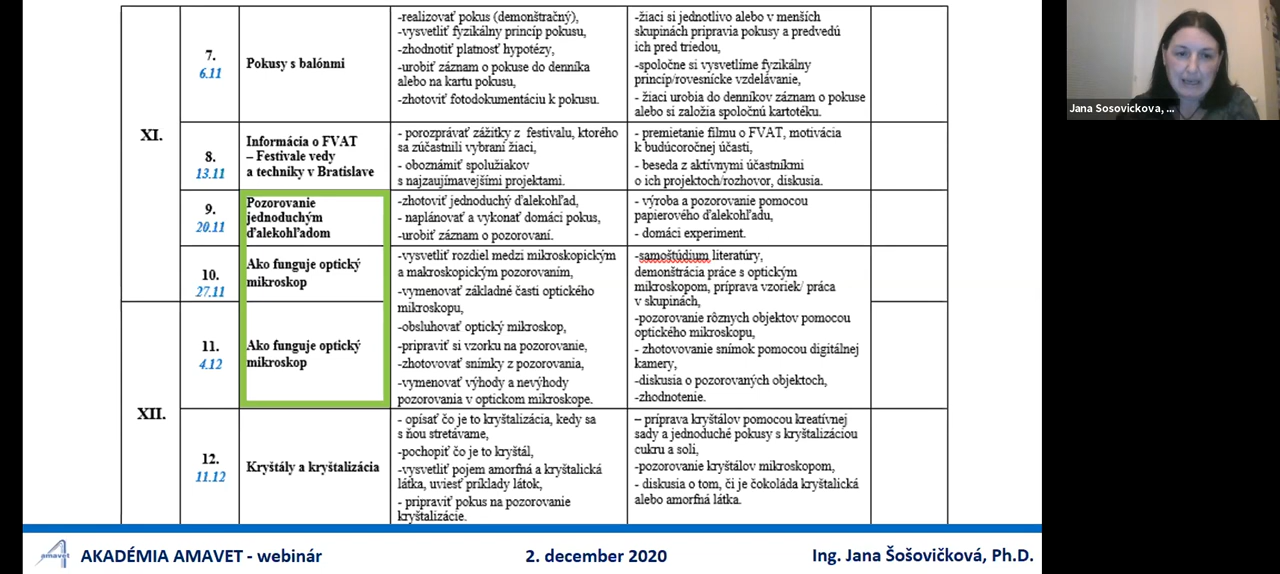 XI.
7.
6.11
Pokusy s balónmi
-realizovať pokus (demonštračný),
-vysvetliť fyzikálny princíp pokusu,
-zhodnotiť platnosť hypotézy,
-urobiť záznam o pokuse do denníka
alebo na kartu pokusu,
-zhotoviť fotodokumentáciu k pokusu.
-žiaci si jednotlivo alebo v menších
skupinách pripravia pokusy a predvedú
ich pred triedou,
-spoločne si vysvetlíme fyzikálny
princíp/rovesnícke vzdelávanie,
- žiaci urobia do denníkov záznam o pokuse
alebo si založia spoločnú kartotéku.
8.
13.11
Informácia o FVAT
– Festivale vedy
a techniky v Bratislave
- porozprávať zážitky z festivalu, ktorého
sa zúčastnili vybraní žiaci,
- oboznámiť spolužiakov
s najzaujímavejšími projektami.
- premietanie filmu o FVAT, motivácia
k budúcoročnej účasti,
- beseda z aktívnymi účastníkmi
o ich projektoch/rozhovor, diskusia.
9.
20.11
Pozorovanie
jednoduchým
ďalekohľadom
-zhotoviť jednoduchý ďalekohľad,
- naplánovať a vykonať domáci pokus,
-urobiť záznam o pozorovaní.
- výroba a pozorovanie pomocou
papierového ďalekohľadu,
- domáci experiment.
10.
27.11
Ako funguje optický
mikroskop
-vysvetliť rozdiel medzi mikroskopickým
a makroskopickým pozorovaním,
-vymenovať základné časti optického
mikroskopu,
-obsluhovať optický mikroskop,
-pripraviť si vzorku na pozorovanie,
-zhotovovať snímky z pozorovania,
-vymenovať výhody a nevýhody
pozorovania v optickom mikroskope.
-samoštúdium literatúry,
demonštrácia práce s optickým
mikroskopom, príprava vzoriek/ práca
v skupinách,
-pozorovanie rôznych objektov pomocou
optického mikroskopu,
- zhotovovanie snímok pomocou digitálnej
kamery,
-diskusia o pozorovaných objektoch,
-zhodnotenie.
XII.
11.
4.12
Ako funguje optický
mikroskop
12.
11.12
Kryštály a kryštalizácia
- opísať čo je to kryštalizácia, kedy sa
s ňou stretávame,
-pochopiť čo je to kryštál,
-vysvetliť pojem amorfná a kryštalická
látka, uviesť príklady látok,
- pripraviť pokus na pozorovanie
kryštalizácie.
– príprava kryštálov pomocou kreatívnej
sady a jednoduché pokusy s kryštalizáciou
cukru a soli,
-pozorovanie kryštálov mikroskopom,
- diskusia o tom, či je čokoláda kryštalická
alebo amorfná látka.
amavet
AKADÉMIA AMAVET - webinár
2. december 2020
Ing. Jana Šošovičková, Ph.D.
Jana Sosovickova, ...